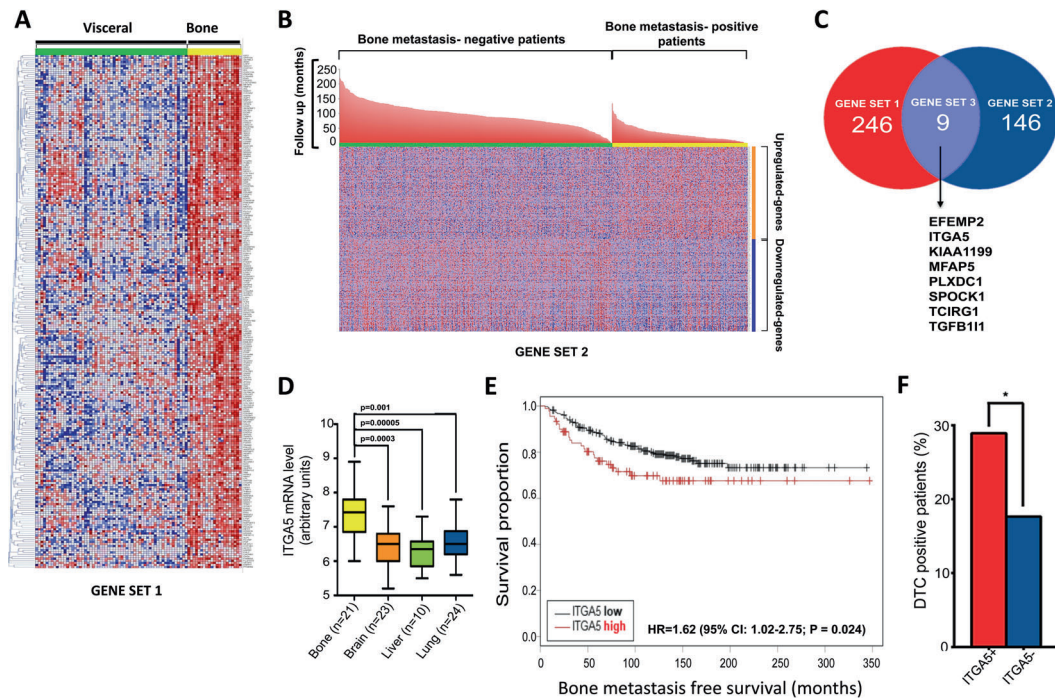 A
Visceral
Bone
GENE SET 1
B
Bone metastasis- negative patients
Bone metastasis- positive
patients
Follow up (months)
250
200
150
100
50
0
Upregulated-genes
Downregulated-genes
GENE SET 2
C
GENE SET 1
246
GENE SET 3
9
GENE SET 2
146
EFEMP2
ITGA5
KIAA1199
MFAP5
PLXDC1
SPOCK1
TCIRG1
TGFB1I1
D
p=0.001
p=0.00005
p=0.0003
ITGA5 mRNA level
(arbitrary units)
10
9
8
7
6
5
Bone (n=21)
Brain (n=23)
Liver (n=10)
Lung (n=24)
E
Survival proportion
1.0
0.8
0.6
0.4
0.2
0.0
ITGA5 low
ITGA5 high
HR=1.62 (95% CI: 1.02-2.75; P = 0.024)
0 50 100 150 200 250 300 350
Bone metastasis free survival (months)
F
*
DTC positive patients (%)
30
20
10
0
ITGA5+
ITGA5-